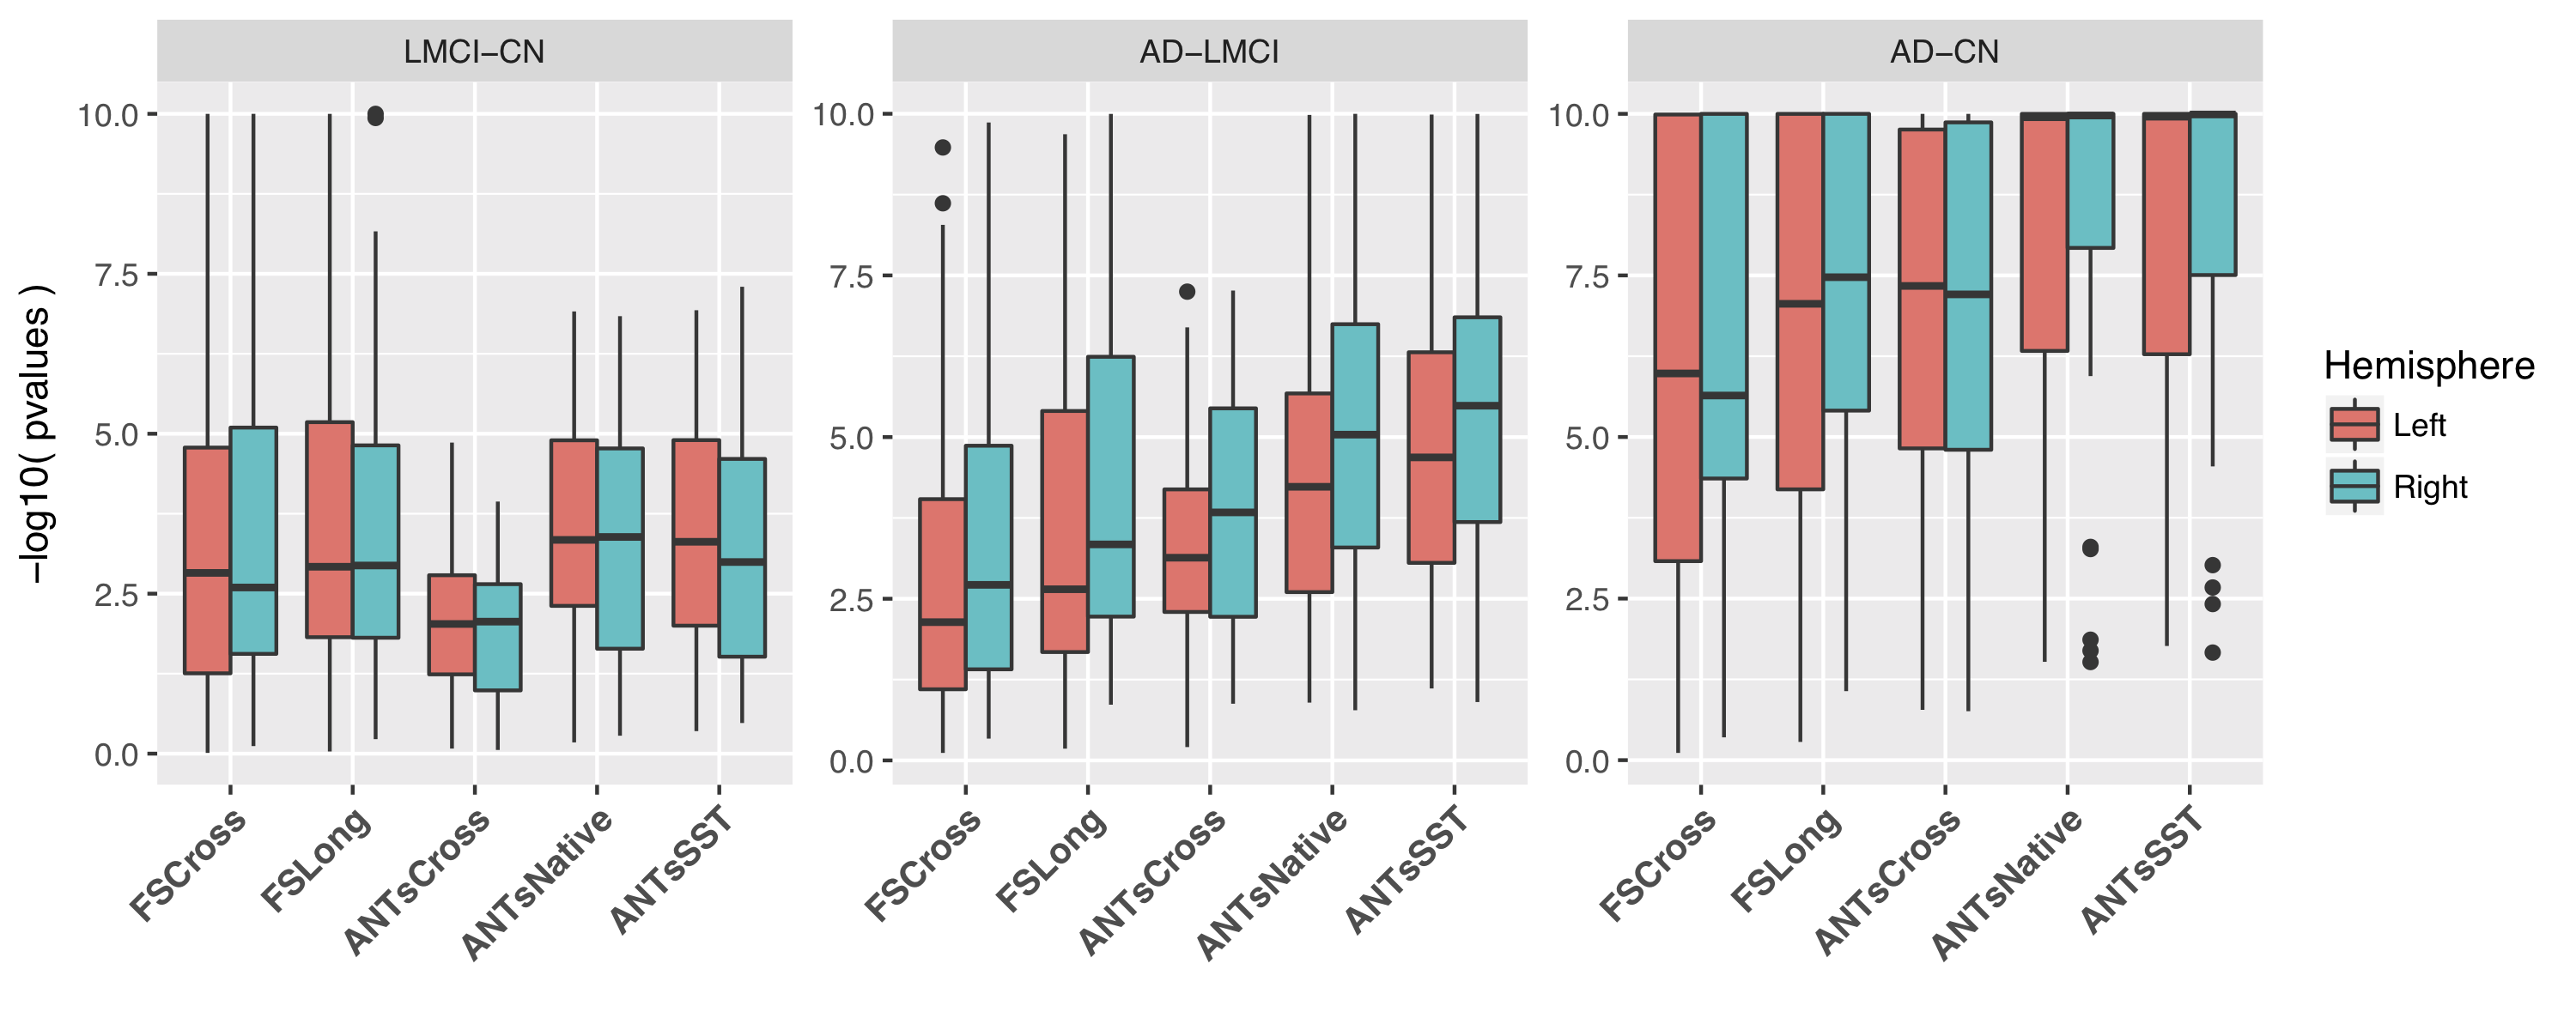 LMCI−CN
AD−LMCI
AD−CN
−log10( pvalues )
10.0
7.5
5.0
2.5
0.0
10.0
7.5
5.0
2.5
0.0
10.0
7.5
5.0
2.5
0.0
FSCross
FSLong
ANTsCross
ANTsNative
ANTsSST
FSCross
FSLong
ANTsCross
ANTsNative
ANTsSST
FSCross
FSLong
ANTsCross
ANTsNative
ANTsSST
Hemisphere
Left
Right